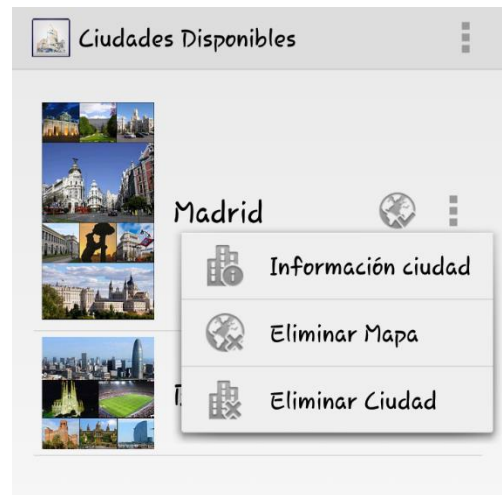 Ciudades Disponibles
Madrid
Información ciudad
Eliminar Mapa
Eliminar Ciudad